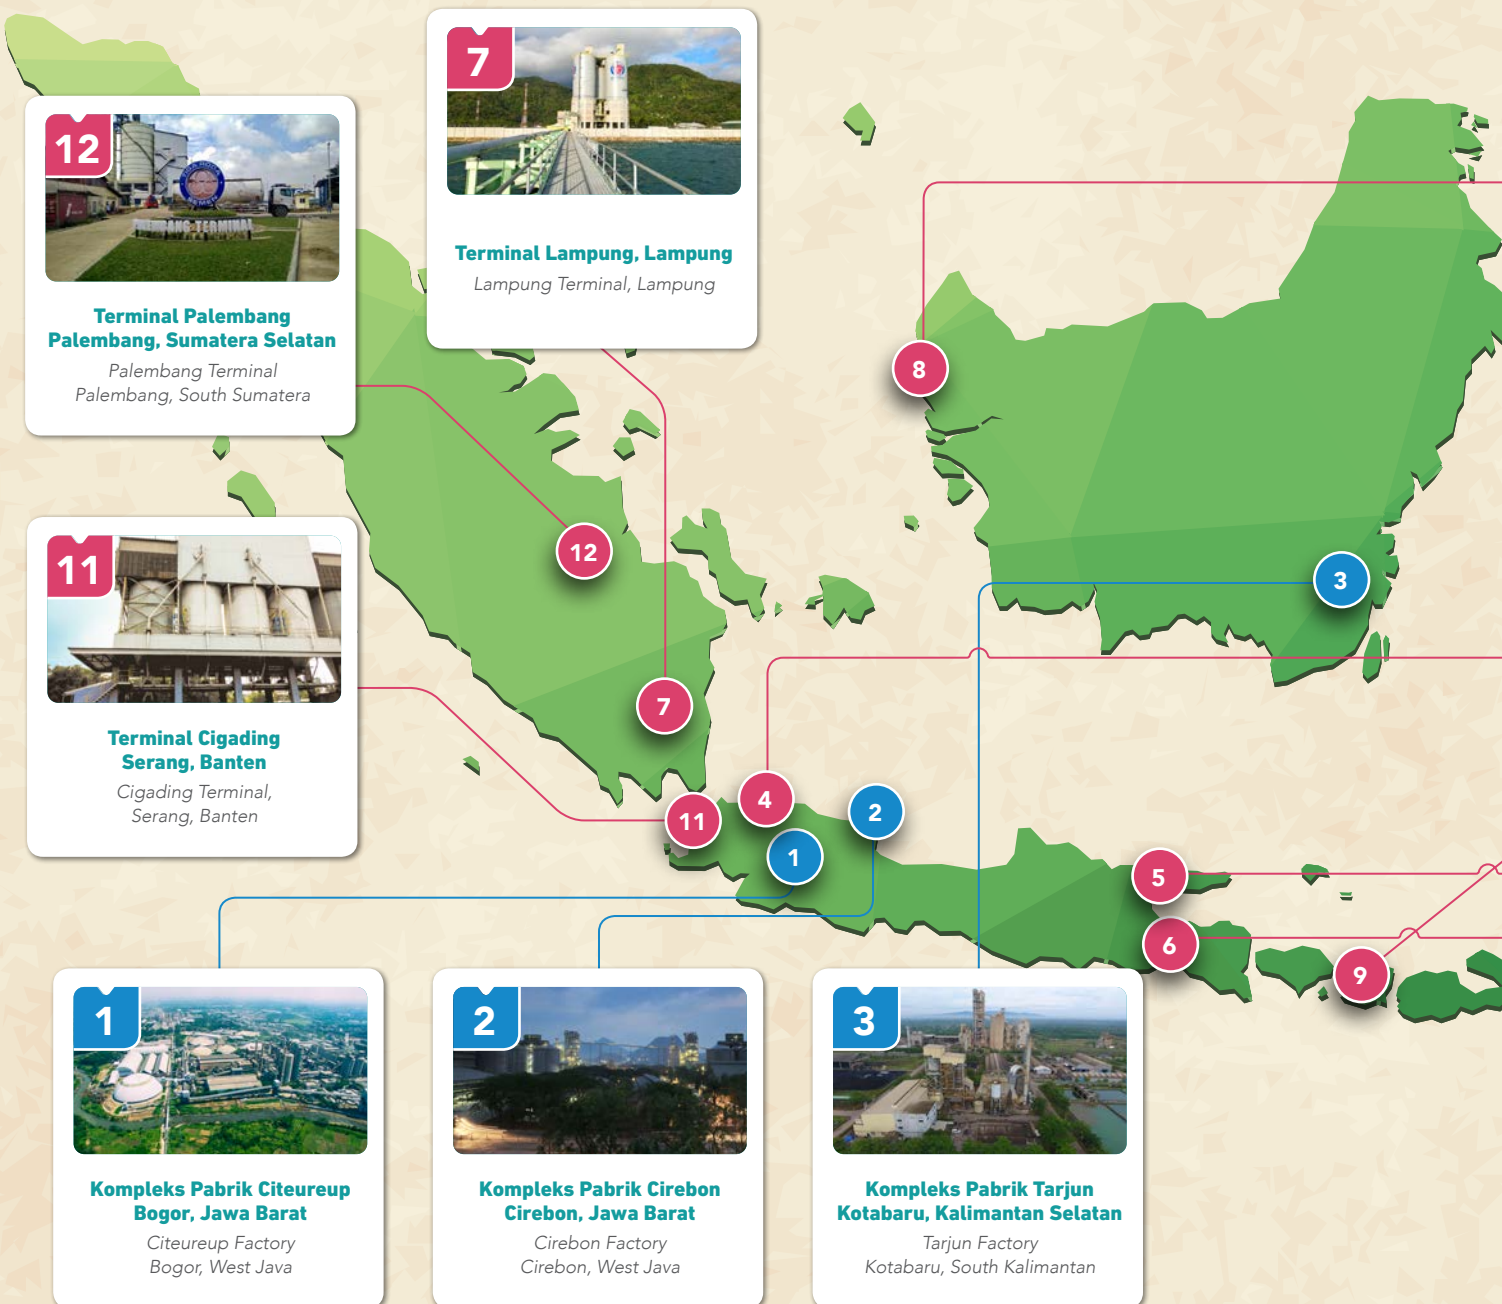 12
Terminal Palembang
Palembang, Sumatera Selatan
Palembang Terminal
Palembang, South Sumatera
7
Terminal Lampung, Lampung
Lampung Terminal, Lampung
11
Terminal Cigading
Serang, Banten
Cigading Terminal,
Serang, Banten
8
12
3
7
4
2
11
1
5
6
9
1
Kompleks Pabrik Citeureup
Bogor, Jawa Barat
Citeureup Factory
Bogor, West Java
2
Kompleks Pabrik Cirebon
Cirebon, Jawa Barat
Cirebon Factory
Cirebon, West Java
3
Kompleks Pabrik Tarjun
Kotabaru, Kalimantan Selatan
Tarjun Factory
Kotabaru, South Kalimantan